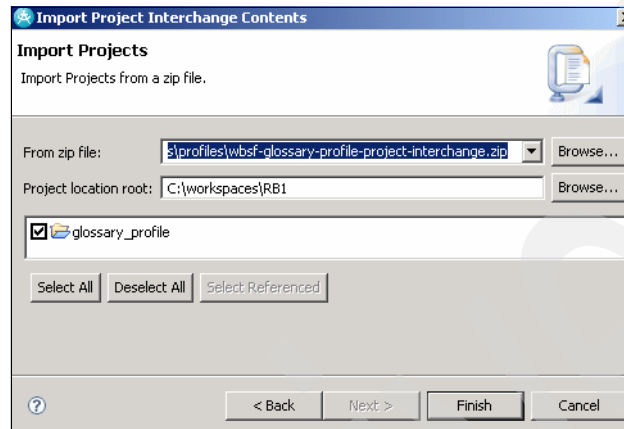 Import Project Interchange Contents
Import Projects
Import Projects from a zip file.
From zip file: s\profiles\wbsf-glossary-profile-project-interchange.zip Browse...
Project location root: C:\workspaces\RB1 Browse...
glossary_profile
Select All Deselect All Select Referenced
? < Back Next > Finish Cancel